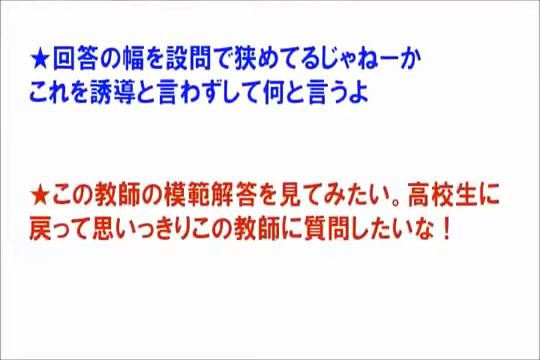 ★回答の幅を設問で狭めてるじゃねーか
これを誘導と言わずして何と言うよ
★この教師の模範解答を見てみたい。高校生に
戻って思いっきりこの教師に質問したいな！